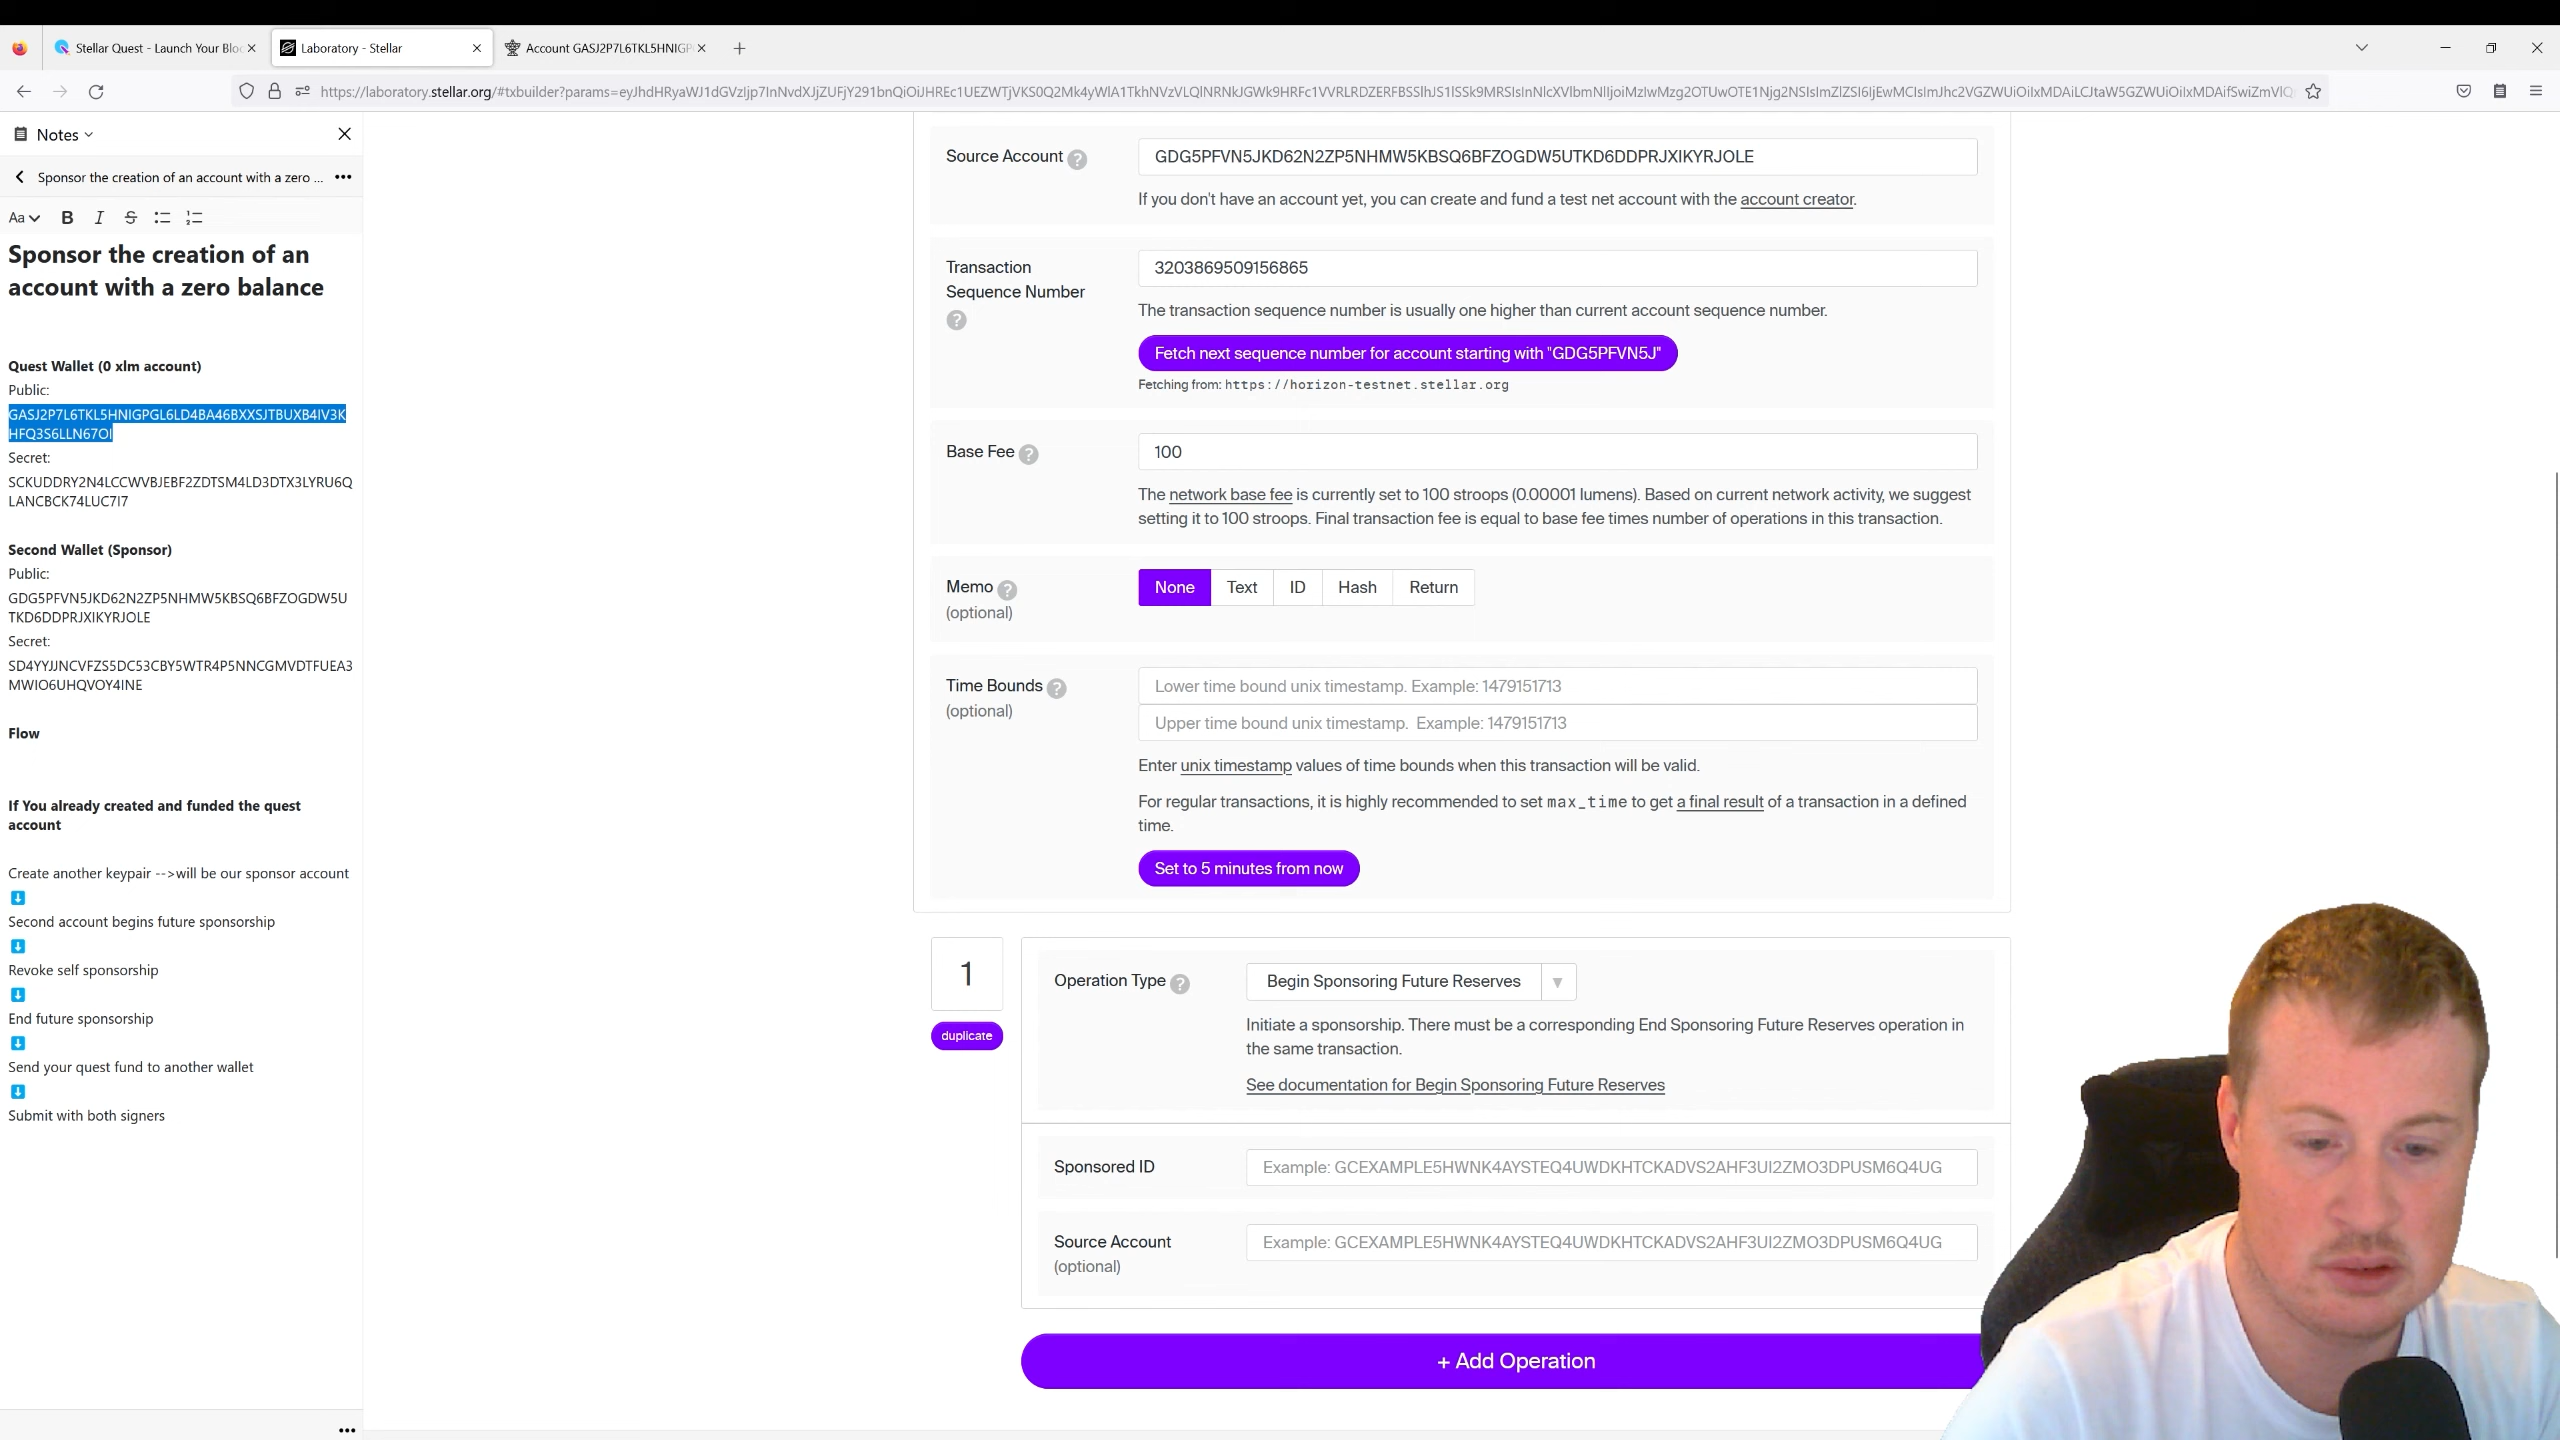 Stellar Quest - Launch Your Bloc
Laboratory - Stellar
Account GASJ2P7L6TKL5HNIGP
https://laboratory.stellar.org/#txbuilder?params=
Notes
Sponsor the creation of an account with a zero ...
Aa
B
I
S
Sponsor the creation of an
account with a zero balance
Quest Wallet (0 xlm account)
Public:
GASJ2P7L6TKL5HNIGPGL6LD4BA46BXXSJTBUXB4IV3K
HFQ3S6LLN67OI
Secret:
SCKUDDRY2N4LCCWVBJEBF2ZDTSM4LD3DTX3LYRU6Q
LANCBCK74LUC7I7
Second Wallet (Sponsor)
Public:
GDG5PFVN5JKD62N2ZP5NHMW5KBSQ6BFZOGDW5U
TKD6DDPRJXIKYRJOLE
Secret:
SD4YYJJNCVFZS5DC53CBY5WTR4P5NNCGMVDTFUEA3
MWIO6UHQVOY4INE
Flow
If You already created and funded the quest
account
Create another keypair -->will be our sponsor account
Second account begins future sponsorship
Revoke self sponsorship
End future sponsorship
Send your quest fund to another wallet
Submit with both signers
Source Account
GDG5PFVN5JKD62N2ZP5NHMW5KBSQ6BFZOGDW5UTKD6DDPRJXIKYRJOLE
If you don't have an account yet, you can create and fund a test net account with the account creator.
Transaction
Sequence Number
3203869509156865
The transaction sequence number is usually one higher than current account sequence number.
Fetch next sequence number for account starting with "GDG5PFVN5J"
Fetching from: https://horizon-testnet.stellar.org
Base Fee
100
The network base fee is currently set to 100 stroops (0.00001 lumens). Based on current network activity, we suggest
setting it to 100 stroops. Final transaction fee is equal to base fee times number of operations in this transaction.
Memo
(optional)
None Text ID Hash Return
Time Bounds
(optional)
Lower time bound unix timestamp. Example: 1479151713
Upper time bound unix timestamp. Example: 1479151713
Enter unix timestamp values of time bounds when this transaction will be valid.
For regular transactions, it is highly recommended to set max_time to get a final result of a transaction in a defined
time.
Set to 5 minutes from now
1
duplicate
Operation Type
Begin Sponsoring Future Reserves
Initiate a sponsorship. There must be a corresponding End Sponsoring Future Reserves operation in
the same transaction.
See documentation for Begin Sponsoring Future Reserves
Sponsored ID
Example: GCEXAMPLE5HWNK4AYSTEQ4UWDKHTCKADVS2AHF3UI2ZMO3DPUSM6Q4UG
Source Account
(optional)
Example: GCEXAMPLE5HWNK4AYSTEQ4UWDKHTCKADVS2AHF3UI2ZMO3DPUSM6Q4UG
+ Add Operation